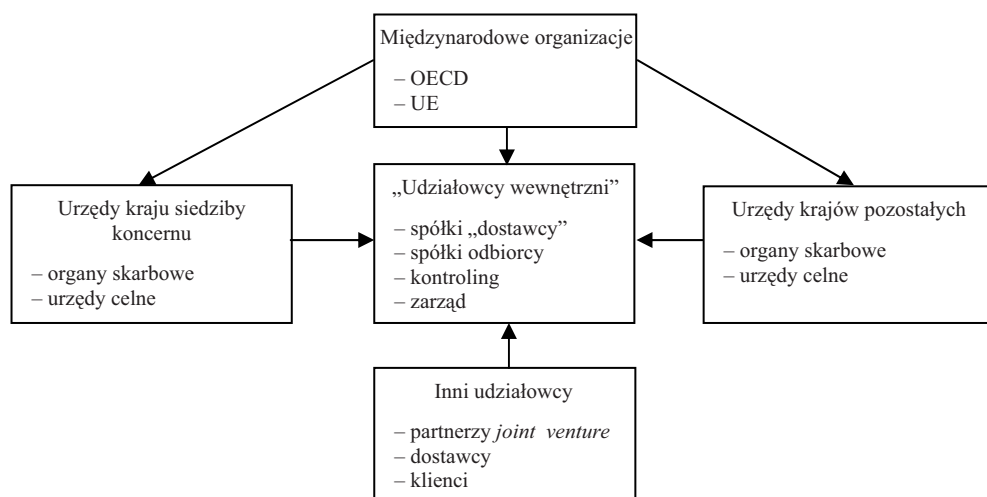 Międzynarodowe organizacje
– OECD
– UE
Urzędy kraju siedziby
koncernu
– organy skarbowe
– urzędy celne
„Udziałowcy wewnętrzni”
– spółki „dostawcy”
– spółki odbiorcy
– kontroling
– zarząd
Urzędy krajów pozostałych
– organy skarbowe
– urzędy celne
Inni udziałowcy
– partnerzy joint venture
– dostawcy
– klienci